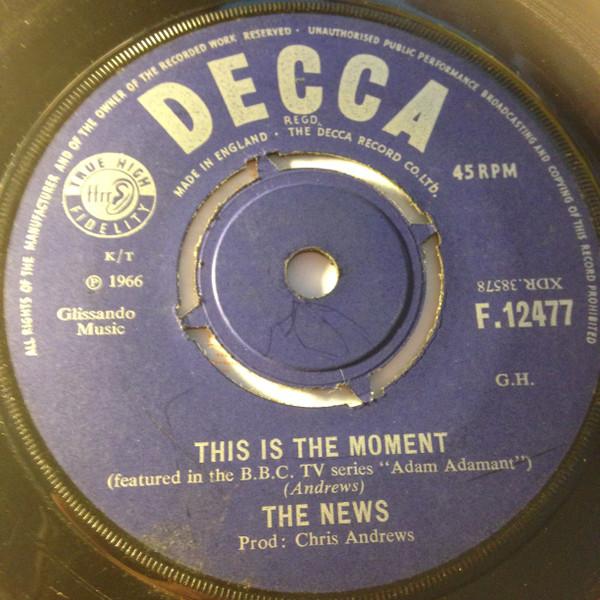 ALL RIGHTS OF THE MANUFACTURER AND OF THE OWNER OF THE RECORDED WORK RESERVED · UNAUTHORISED PUBLIC PERFORMANCE BROADCASTING AND COPYING OF THIS RECORD PROHIBITED
DECCA
REGD.
MADE IN ENGLAND · THE DECCA RECORD CO. LTD.
TRUE HIGH
ffrr
FIDELITY
45 RPM
K/T
℗ 1966
Glissando
Music
XDR.38578
F.12477
G.H.
THIS IS THE MOMENT
(featured in the B.B.C. TV series “Adam Adamant”)
(Andrews)
THE NEWS
Prod: Chris Andrews